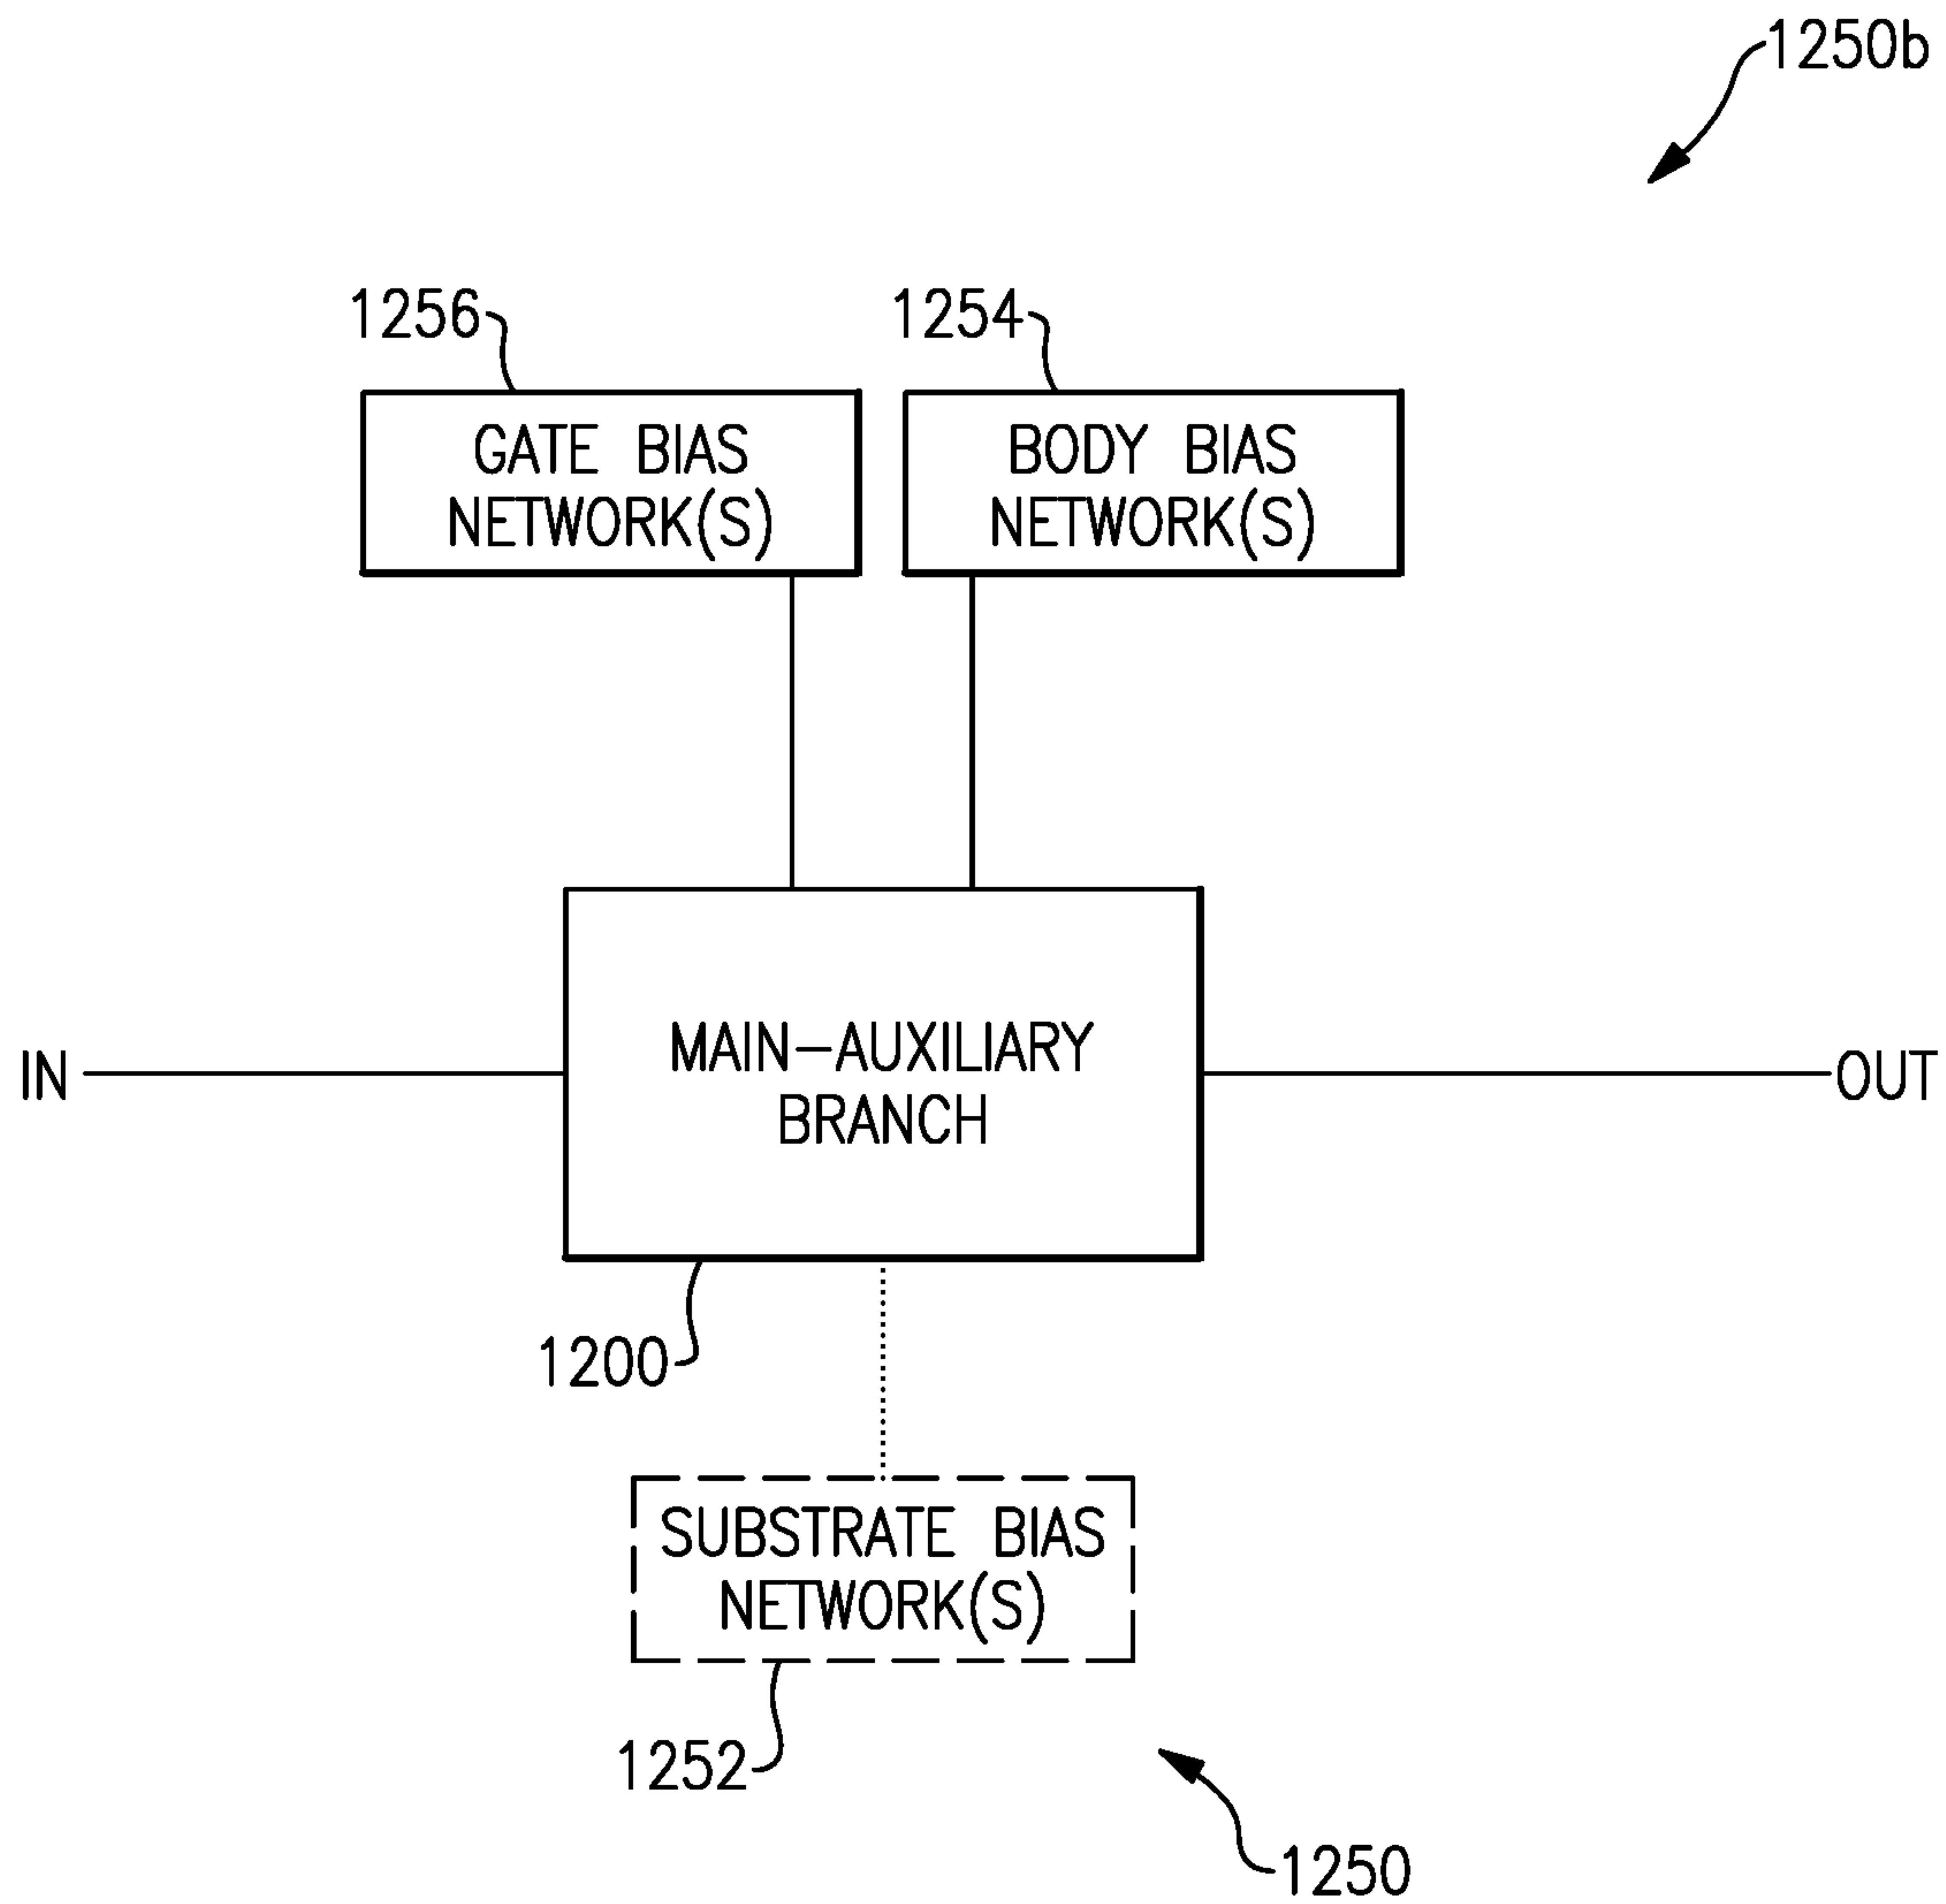 1250b
1256
1254
GATE BIAS
NETWORK(S)
BODY BIAS
NETWORK(S)
MAIN-AUXILIARY
BRANCH
IN
OUT
1200
SUBSTRATE BIAS
NETWORK(S)
1252
1250